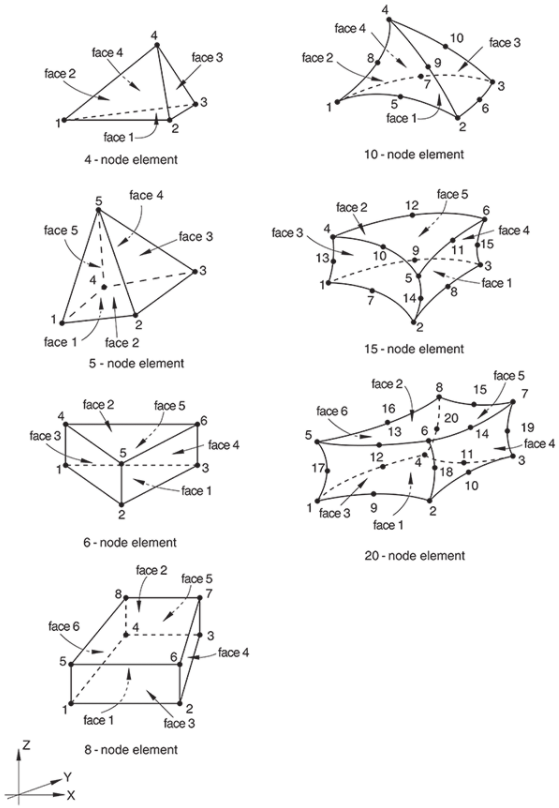 4
face 4
face 2
face 3
3
1
face 1
2
4 - node element
4
10
face 4
8
9
face 3
face 2
7
3
1
5
6
face 1
2
10 - node element
5
face 4
face 5
face 3
4
3
1
2
face 1
face 2
5 - node element
12
face 5
face 2
6
face 3
4
face 4
9
11
15
10
13
5
3
face 1
1
7
14
8
2
15 - node element
4
face 2
face 5
6
face 3
5
face 4
1
3
face 1
2
6 - node element
8
face 2
15
face 5
7
16
face 6
20
5
13
6
14
19
face 4
12
4
11
17
18
3
10
1
face 3
9
face 1
2
20 - node element
face 2
8
face 5
7
face 6
4
3
5
6
face 4
1
2
face 1
face 3
8 - node element
Z
Y
X